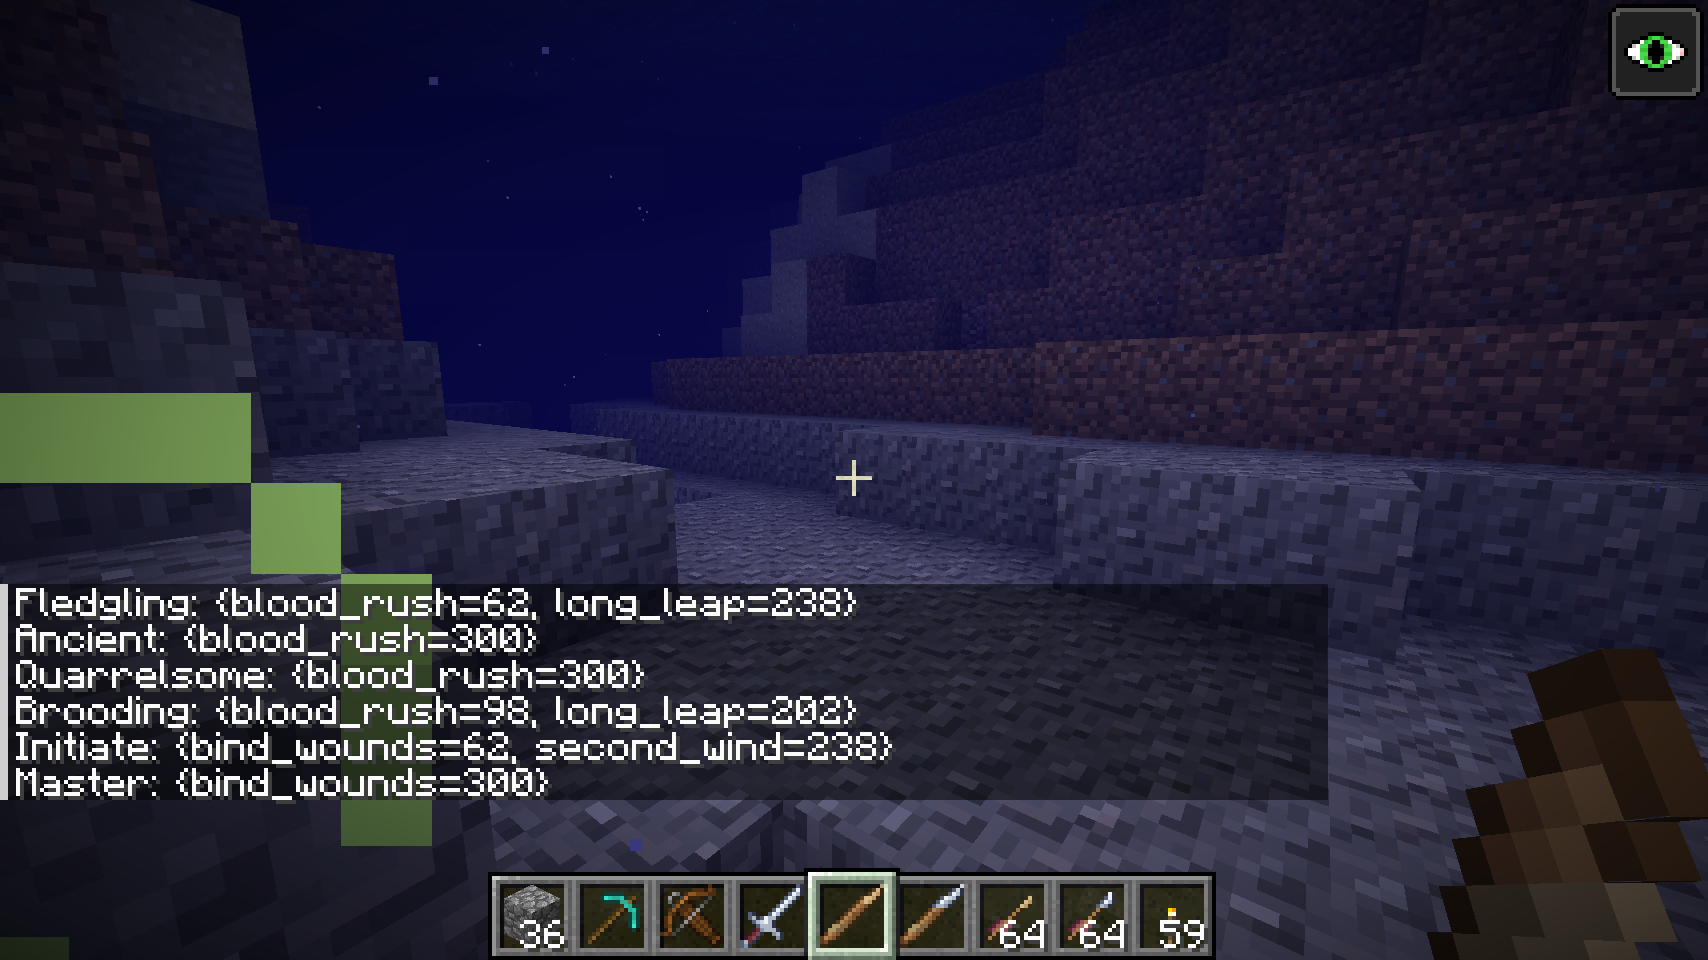 Fledgling: {blood_rush=62, long_leap=238}
Ancient: {blood_rush=300}
Quarrelsome: {blood_rush=300}
Brooding: {blood_rush=98, long_leap=202}
Initiate: {bind_wounds=62, second_wind=238}
Master: {bind_wounds=300}
36 64 64 59